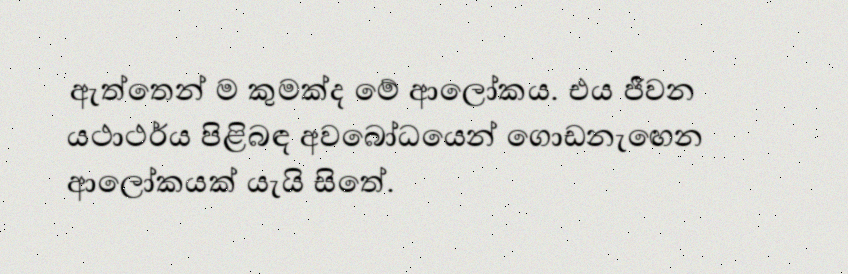 ඇත්තෙන් ම කුමක්ද මේ ආලෝකය. එය ජීවන
යථාර්ථය පිළිබඳ අවබෝධයෙන් ගොඩනැඟෙන
ආලෝකයක් යැයි සිතේ.